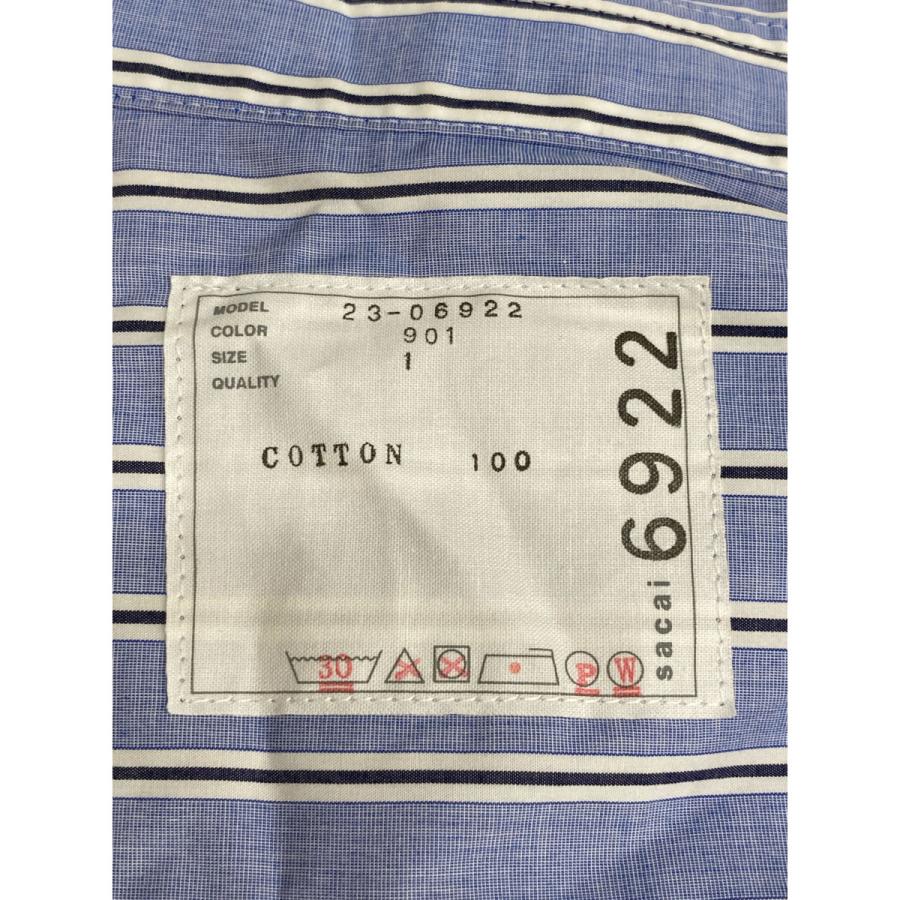 MODEL 23-06922
COLOR 901
SIZE 1
QUALITY
COTTON 100
sacai 6922
30 P W